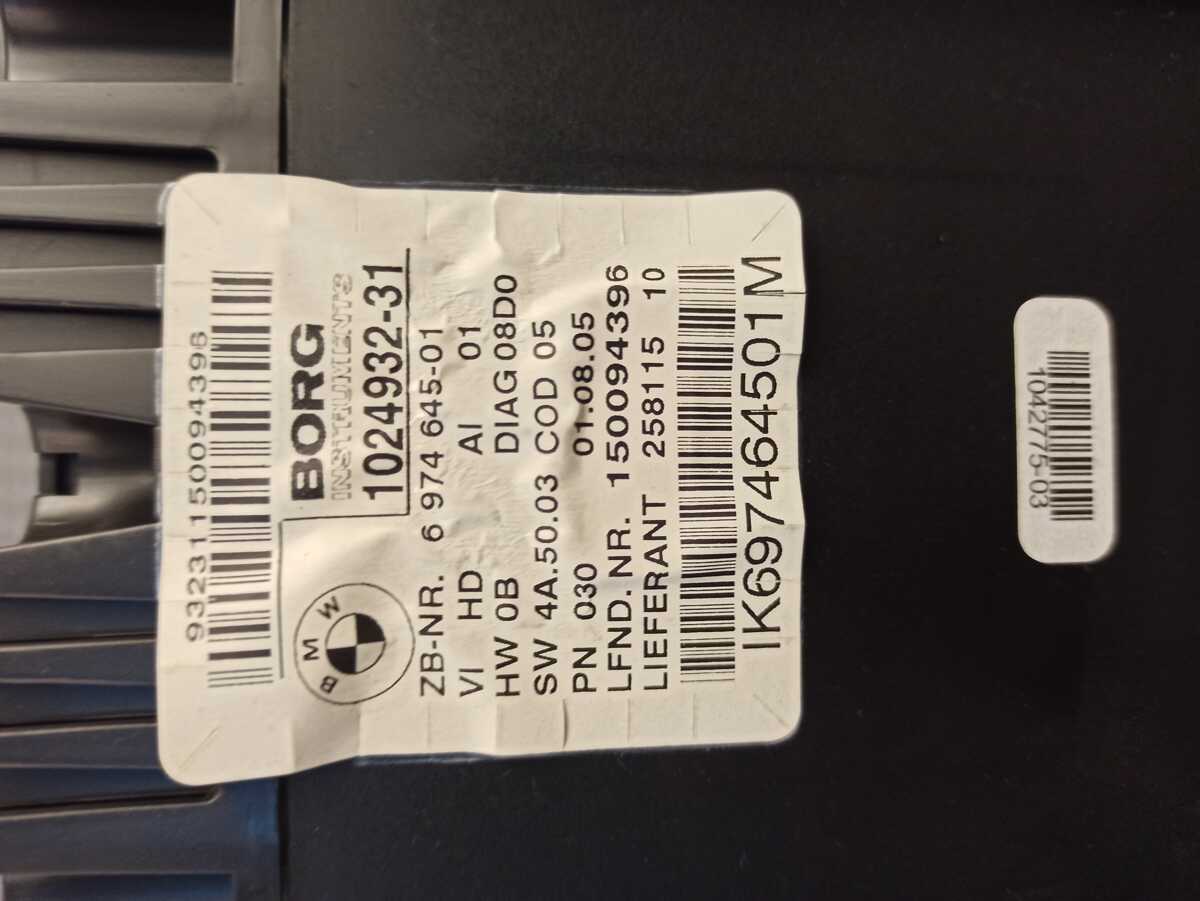 93231150094396
BORG
INSTRUMENTS
1024932-31
BMW
ZB-NR. 6 974 645-01
VI HD AI 01
HW 0B DIAG 08D0
SW 4A.50.03 COD 05
PN 030 01.08.05
LFND.NR. 150094396
LIEFERANT 258115 10
IK697464501M
1042775-03